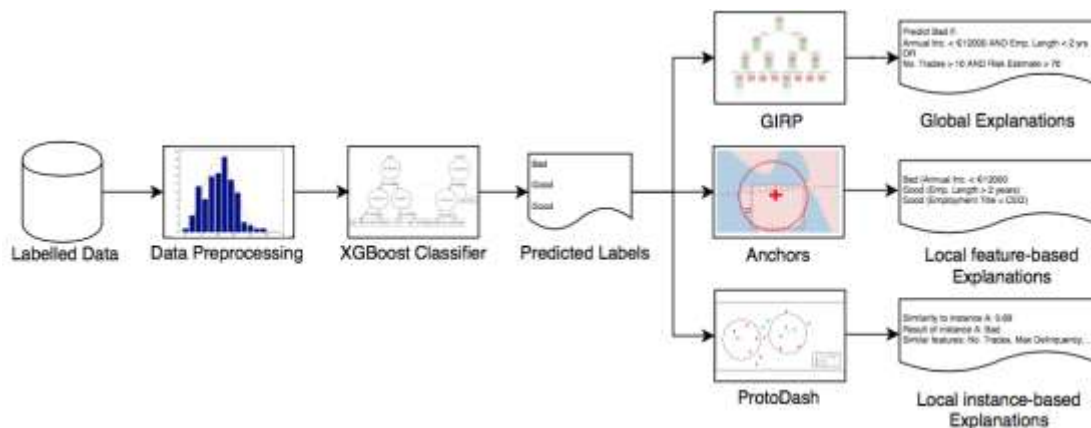 Predict Bad if:
Annual Inc. < €12000 AND Emp. Length < 2 yrs
OR
No. Trades > 10 AND Risk Estimate > 70
GIRP
Global Explanations
Labelled Data
Data Preprocessing
XGBoost Classifier
Bad
Good
Good
Predicted Labels
Anchors
Bad (Annual Inc. < €12000
Good (Emp. Length > 2 years)
Good (Employment Title = CEO)
Local feature-based
Explanations
ProtoDash
Similarity to instance A: 0.69
Result of instance A: Bad
Similar features: No. Trades, Max Delinquency, ...
Local instance-based
Explanations